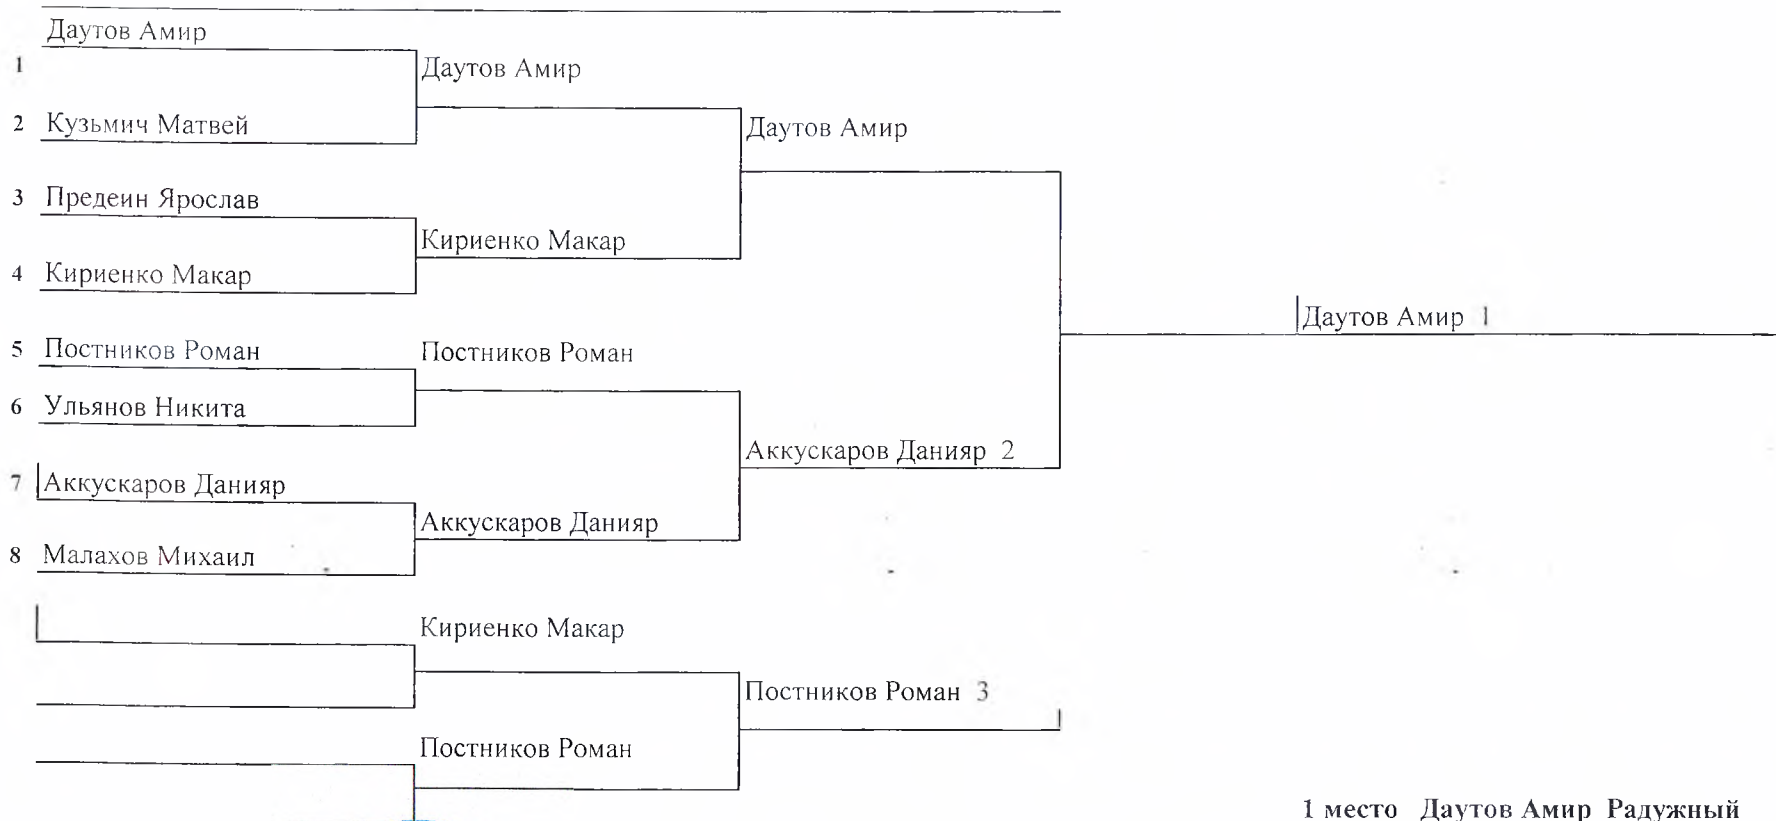 Даутов Амир
1
Даутов Амир
2 Кузьмич Матвей
Даутов Амир
3 Предеин Ярослав
Кириенко Макар
4 Кириенко Макар
Даутов Амир 1
5 Постников Роман
Постников Роман
6 Ульянов Никита
Аккускаров Данияр 2
7 Аккускаров Данияр
Аккускаров Данияр
8 Малахов Михаил
Кириенко Макар
Постников Роман 3
Постников Роман
1 место Даутов Амир Радужный